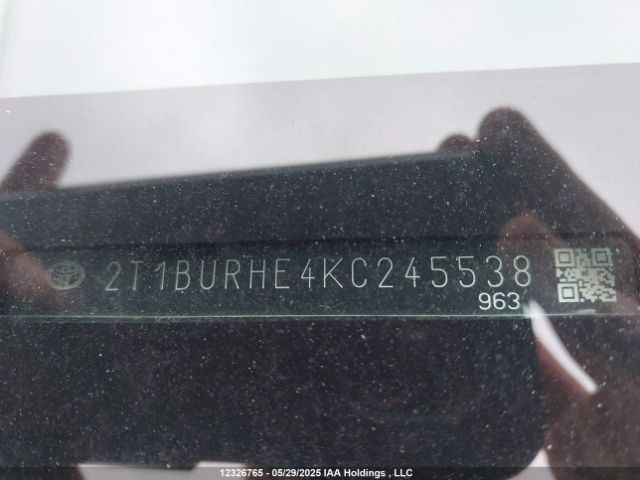 2T1BURHE4KC245538
963
12326765 - 05/29/2025 IAA Holdings , LLC